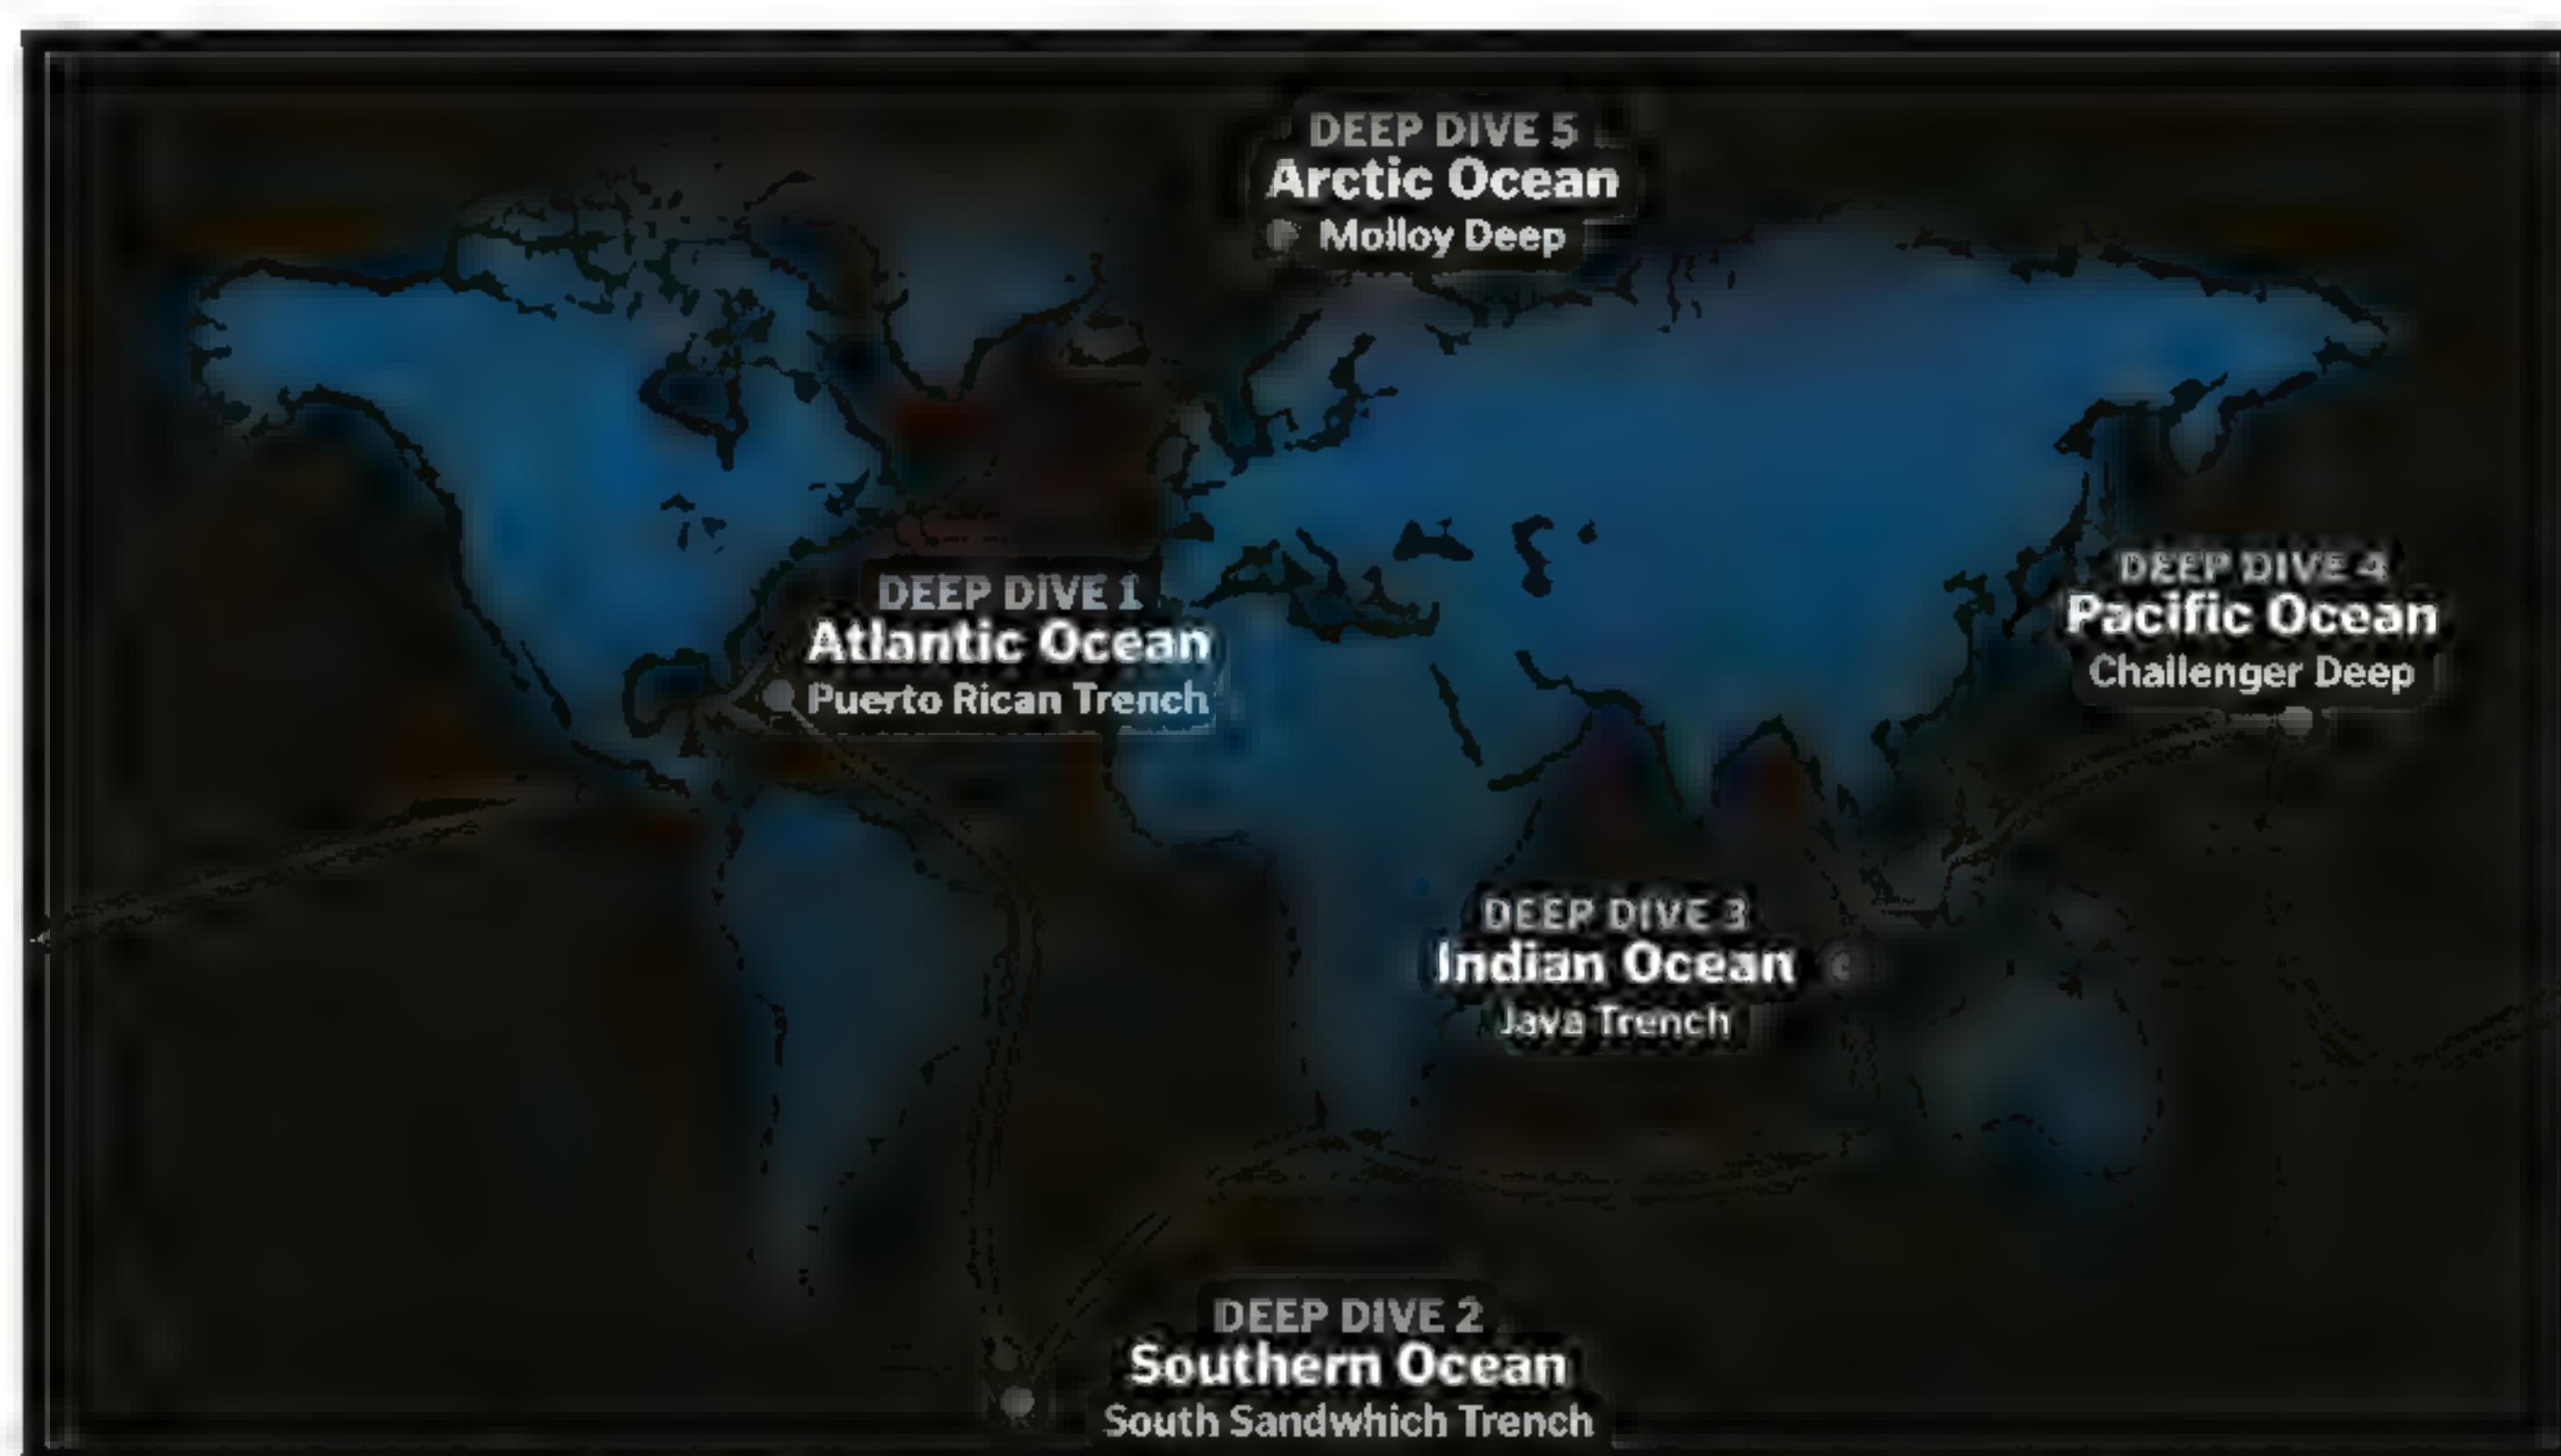 DEEP DIVE 5
Arctic Ocean
Molloy Deep
DEEP DIVE 1
Atlantic Ocean
Puerto Rican Trench
DEEP DIVE 4
Pacific Ocean
Challenger Deep
DEEP DIVE 3
Indian Ocean
Java Trench
DEEP DIVE 2
Southern Ocean
South Sandwhich Trench